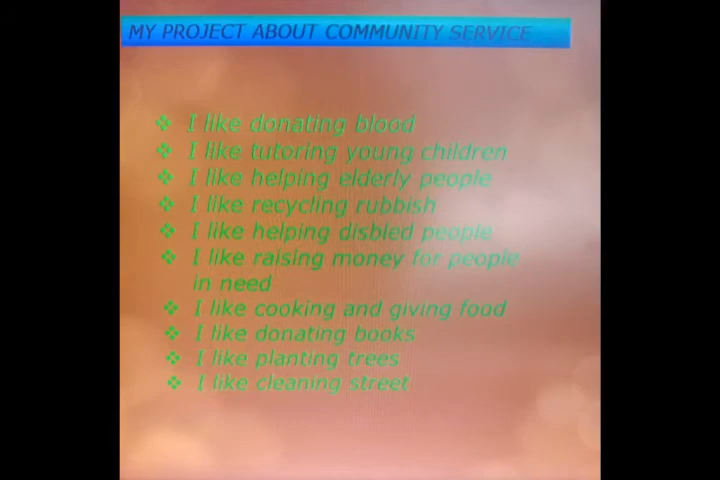 MY PROJECT ABOUT COMMUNITY SERVICE
❖ I like donating blood
❖ I like tutoring young children
❖ I like helping elderly people
❖ I like recycling rubbish
❖ I like helping disbled people
❖ I like raising money for people
in need
❖ I like cooking and giving food
❖ I like donating books
❖ I like planting trees
❖ I like cleaning street